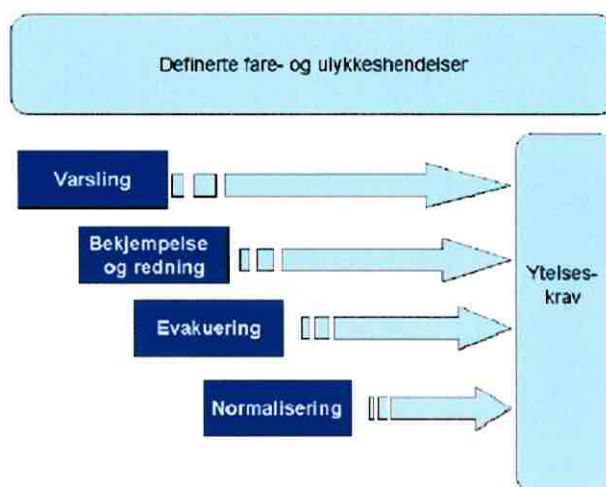 Definerte fare- og ulykkeshendelser
Varsling
Bekjempelse
og redning
Evakuering
Normalisering
Ytelses-
krav